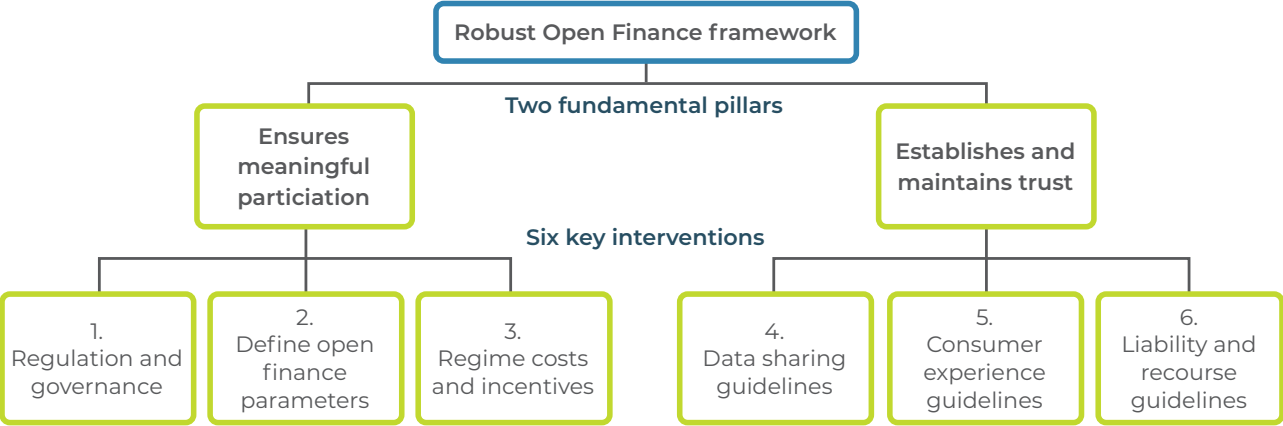 Robust Open Finance framework
Two fundamental pillars
Ensures
meaningful
particiation
Establishes and
maintains trust
Six key interventions
1.
Regulation and
governance
2.
Define open
finance
parameters
3.
Regime costs
and incentives
4.
Data sharing
guidelines
5.
Consumer
experience
guidelines
6.
Liability and
recourse
guidelines